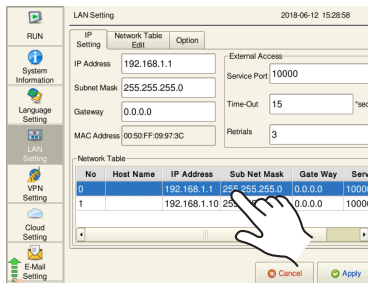 LAN Setting 2018-06-12 15:28:58
RUN
System
Information
Language
Setting
LAN
Setting
VPN
Setting
Cloud
Setting
E-Mail
Setting
IP
Setting
Network Table
Edit
Option
IP Address 192.168.1.1
Subnet Mask 255.255.255.0
Gateway 0.0.0.0
MAC Address 00:50:FF:09:97:3C
External Access
Service Port 10000
Time-Out 15 *sec
Retrials 3
Network Table
No Host Name IP Address Sub Net Mask Gate Way Serv
0 192.168.1.1 255.255.255.0 0.0.0.0 10000
1 192.168.1.10 0.0.0.0 10000
Cancel Apply